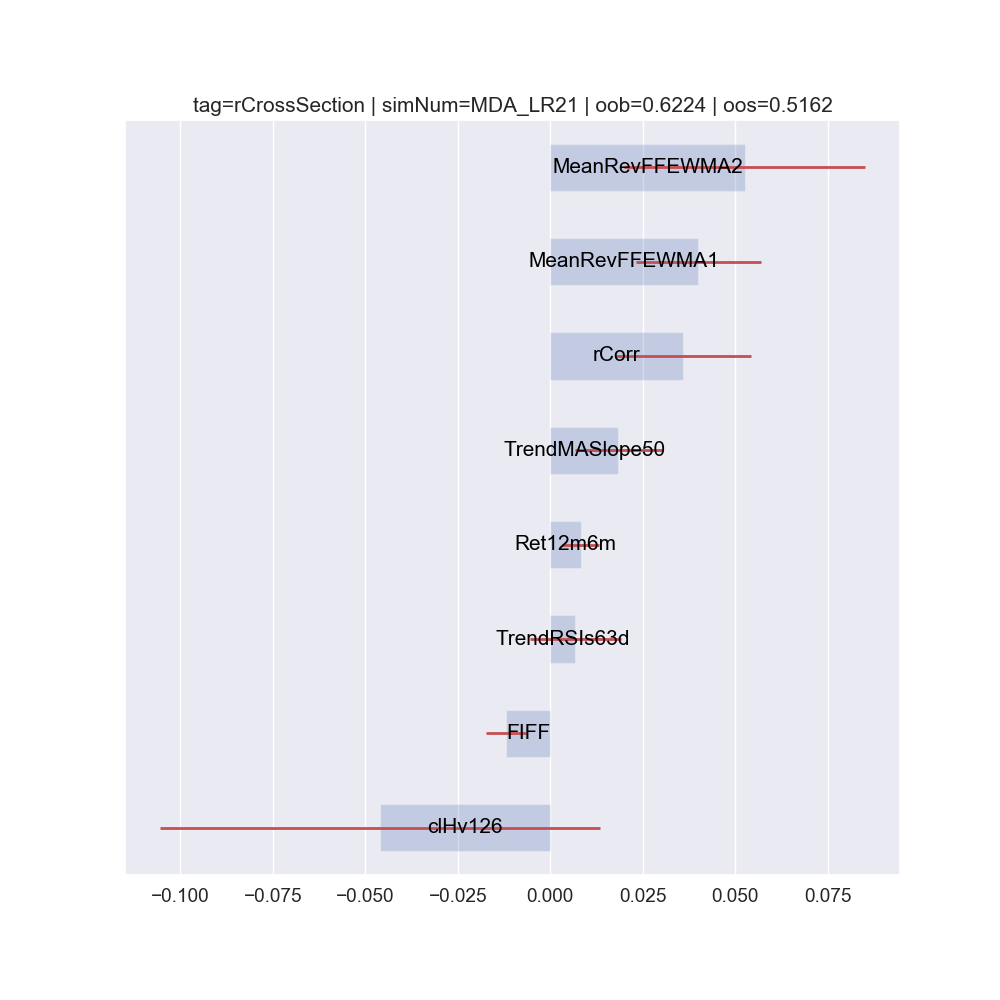 tag=rCrossSection | simNum=MDA_LR21 | oob=0.6224 | oos=0.5162
MeanRevFFEWMA2
MeanRevFFEWMA1
rCorr
TrendMASlope50
Ret12m6m
TrendRSIs63d
FIFF
clHv126
−0.100 −0.075 −0.050 −0.025 0.000 0.025 0.050 0.075